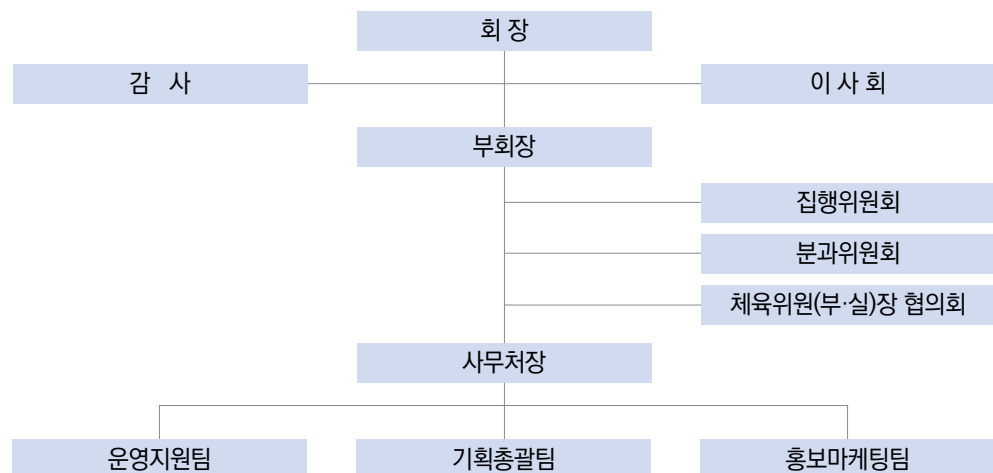 회 장
감 사
이 사 회
부회장
집행위원회
분과위원회
체육위원(부·실)장 협의회
사무처장
운영지원팀
기획총괄팀
홍보마케팅팀